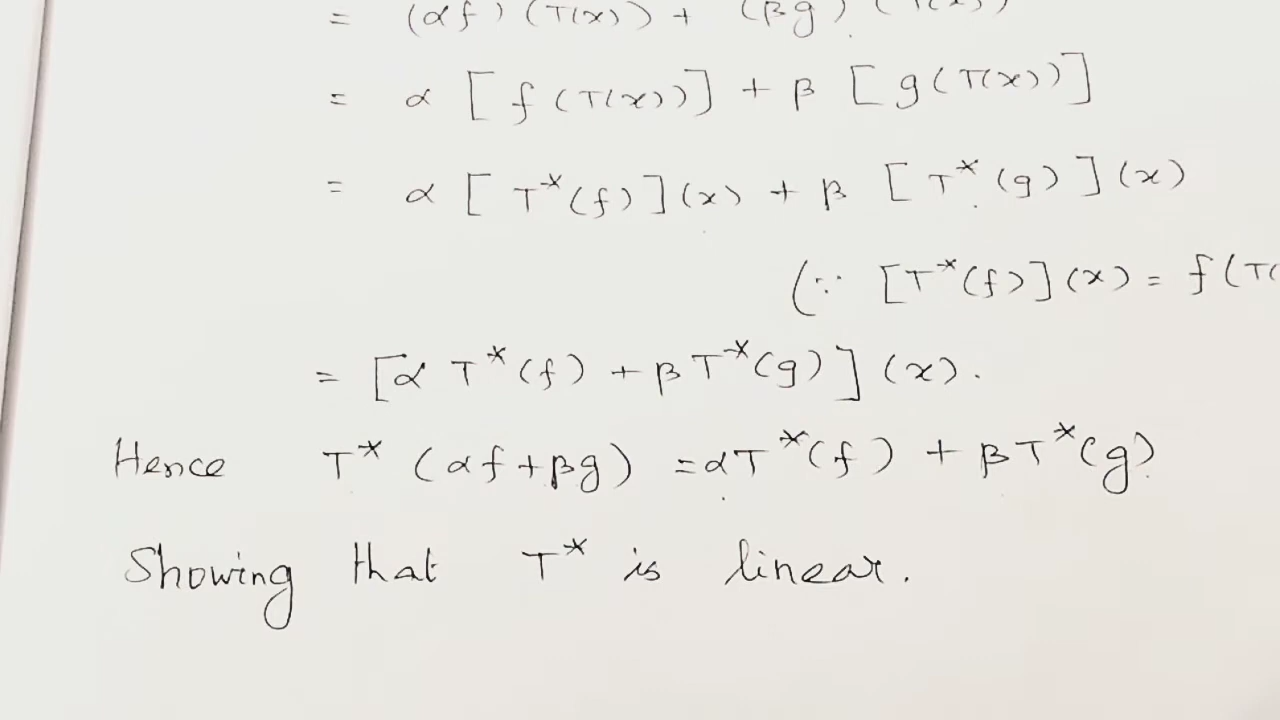 = (αf) (T(x)) + (βg) (T(x))
= α [f(T(x))] + β [g(T(x))]
= α [T*(f)](x) + β [T*(g)](x)
(∵ [T*(f)](x) = f(T(
= [α T*(f) + β T*(g)] (x).
Hence T* (αf+βg) = αT*(f) + βT*(g)
Showing that T* is linear.